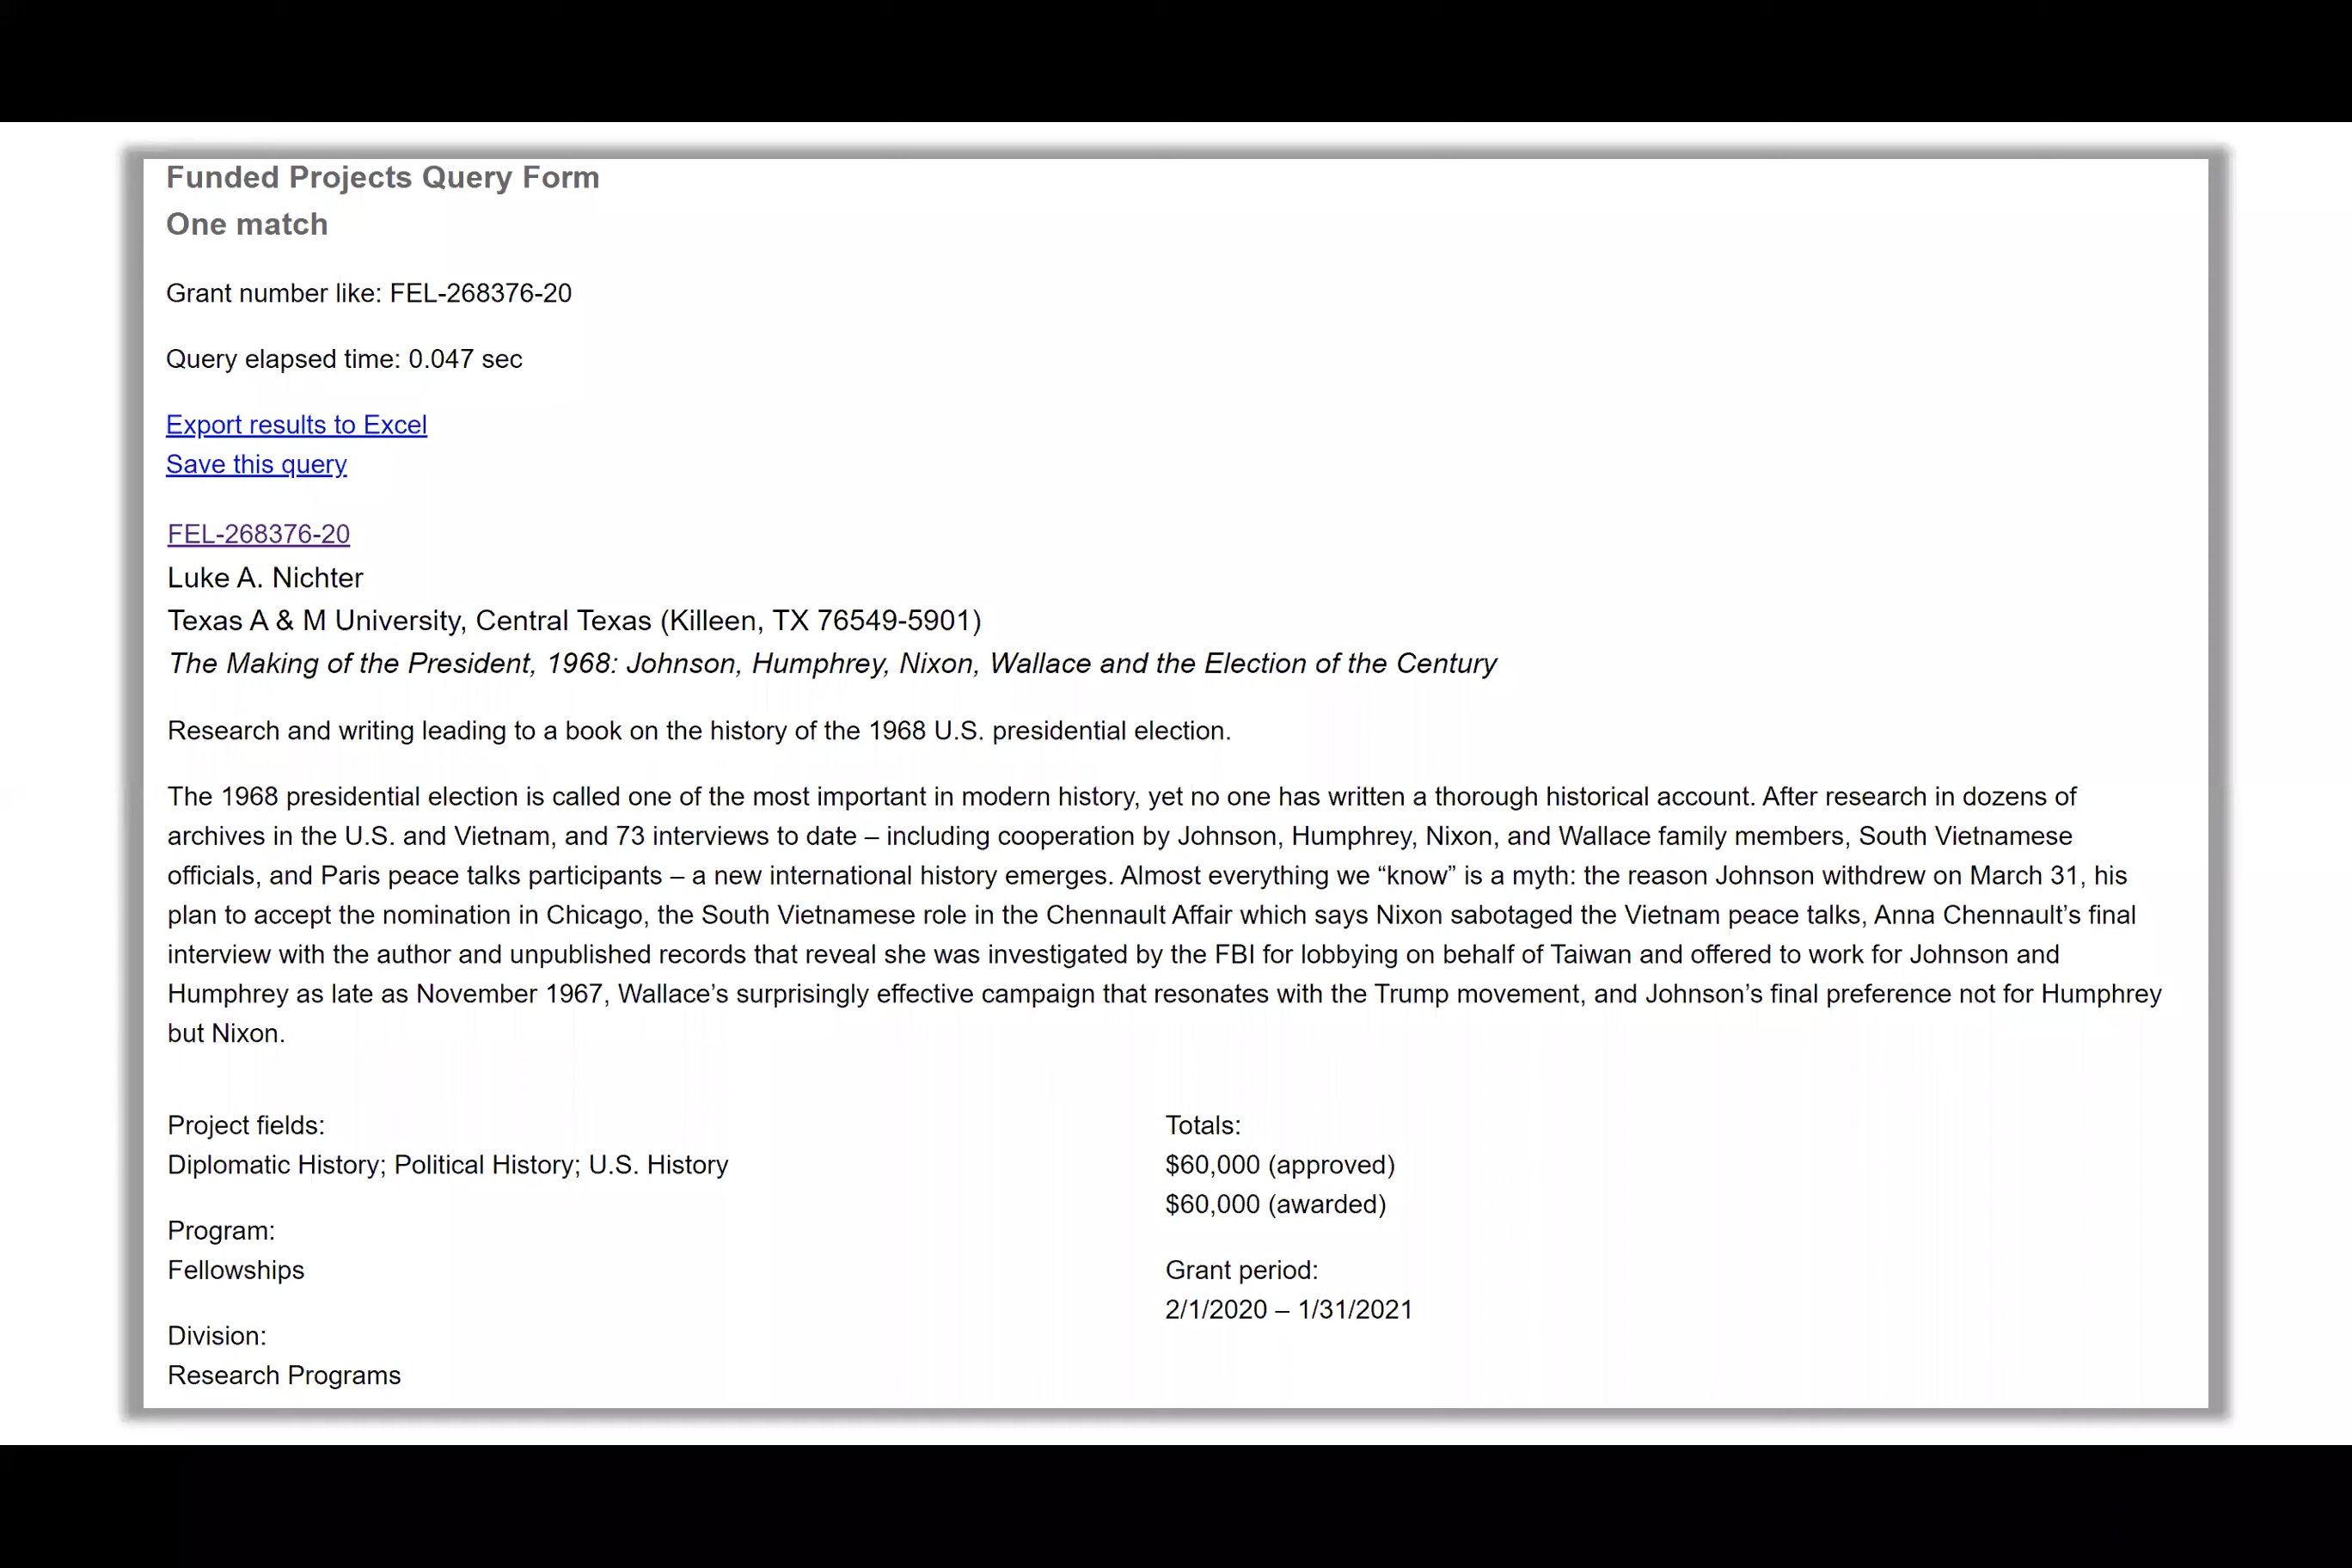 Funded Projects Query Form
One match
Grant number like: FEL-268376-20
Query elapsed time: 0.047 sec
Export results to Excel
Save this query
FEL-268376-20
Luke A. Nichter
Texas A & M University, Central Texas (Killeen, TX 76549-5901)
The Making of the President, 1968: Johnson, Humphrey, Nixon, Wallace and the Election of the Century
Research and writing leading to a book on the history of the 1968 U.S. presidential election.
The 1968 presidential election is called one of the most important in modern history, yet no one has written a thorough historical account. After research in dozens of
archives in the U.S. and Vietnam, and 73 interviews to date – including cooperation by Johnson, Humphrey, Nixon, and Wallace family members, South Vietnamese
officials, and Paris peace talks participants – a new international history emerges. Almost everything we “know” is a myth: the reason Johnson withdrew on March 31, his
plan to accept the nomination in Chicago, the South Vietnamese role in the Chennault Affair which says Nixon sabotaged the Vietnam peace talks, Anna Chennault’s final
interview with the author and unpublished records that reveal she was investigated by the FBI for lobbying on behalf of Taiwan and offered to work for Johnson and
Humphrey as late as November 1967, Wallace’s surprisingly effective campaign that resonates with the Trump movement, and Johnson’s final preference not for Humphrey
but Nixon.
Project fields:
Diplomatic History; Political History; U.S. History
Program:
Fellowships
Division:
Research Programs
Totals:
$60,000 (approved)
$60,000 (awarded)
Grant period:
2/1/2020 – 1/31/2021